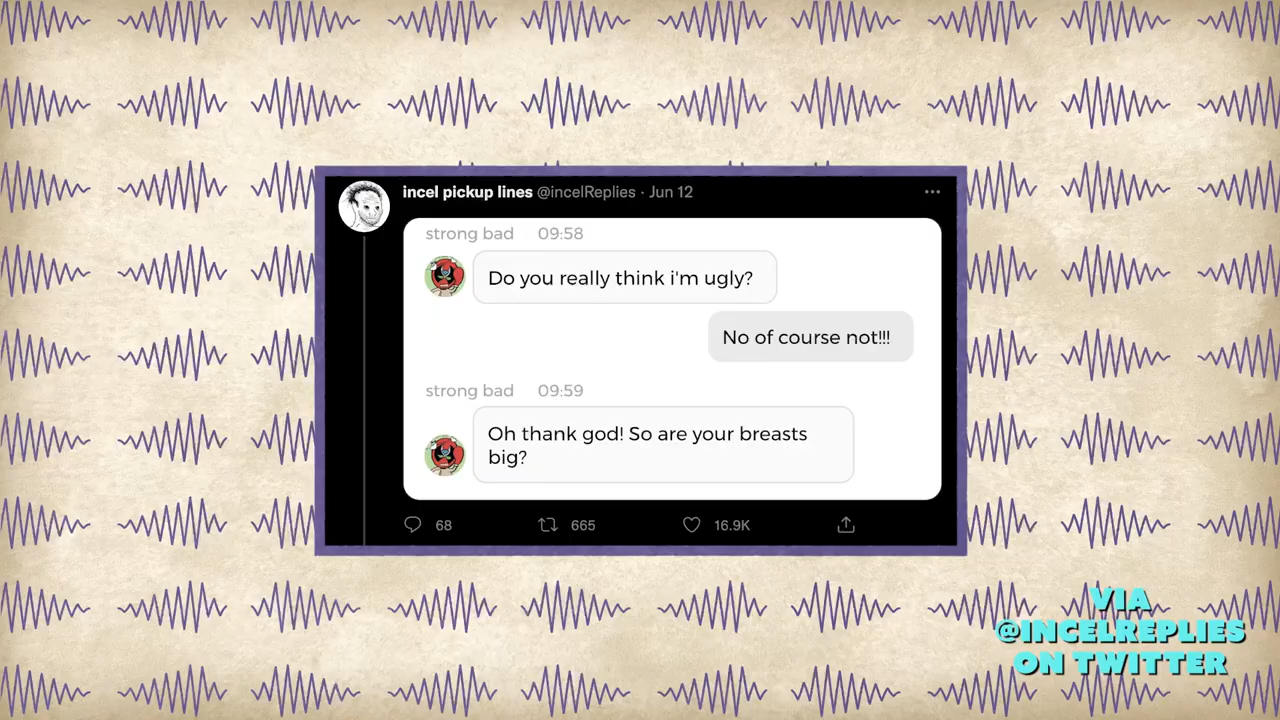 incel pickup lines @incelReplies · Jun 12
strong bad 09:58
Do you really think i'm ugly?
No of course not!!!
strong bad 09:59
Oh thank god! So are your breasts
big?
68 665 16.9K
VIA
@INCELREPLIES
ON TWITTER